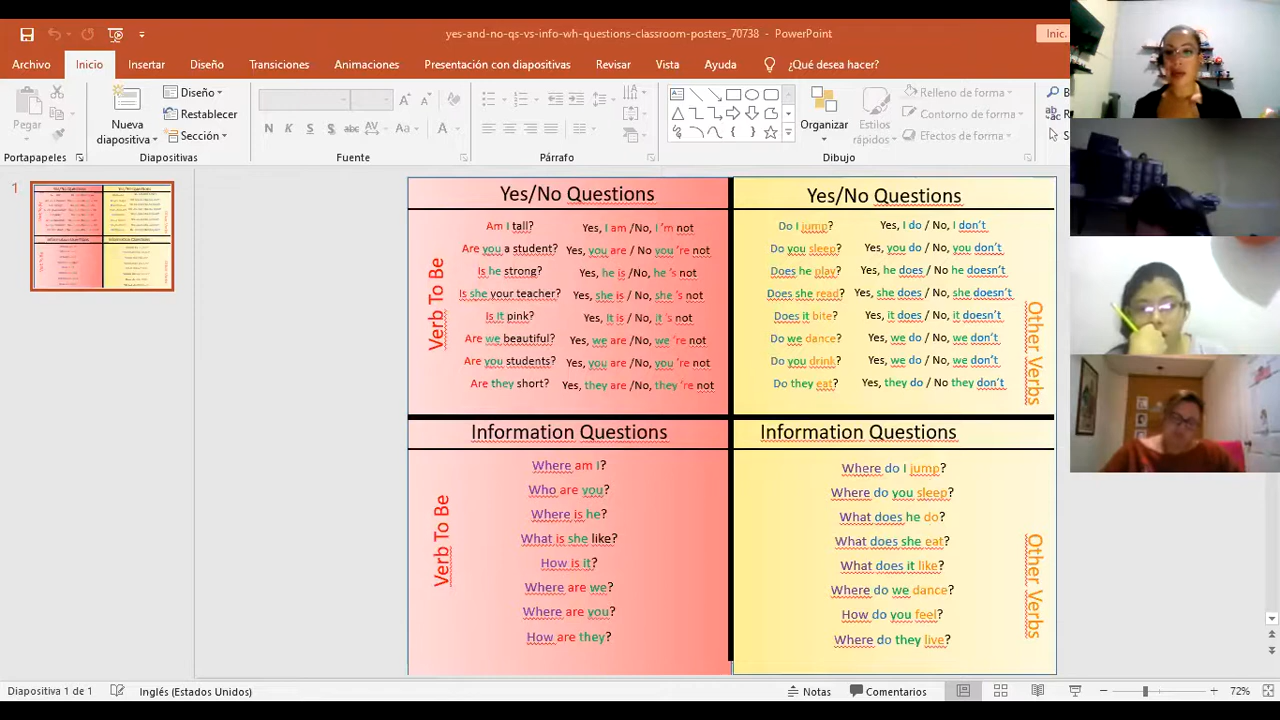 yes-and-no-qs-vs-info-wh-questions-classroom-posters_70738 - PowerPoint
Inic.
Archivo Inicio Insertar Diseño Transiciones Animaciones Presentación con diapositivas Revisar Vista Ayuda ¿Qué desea hacer?
Pegar
Nueva diapositiva
Diseño
Restablecer
Sección
N K S abc AV Aa A
Organizar
Estilos rápidos
Relleno de forma
Contorno de forma
Efectos de forma
Portapapeles Diapositivas Fuente Párrafo Dibujo
1
Yes/No Questions
Verb To Be
Am I tall? Yes, I am /No, I 'm not
Are you a student? Yes, you are / No you 're not
Is he strong? Yes, he is /No, he 's not
Is she your teacher? Yes, she is / No, she 's not
Is It pink? Yes, It is / No, it 's not
Are we beautiful? Yes, we are / No, we 're not
Are you students? Yes, you are / No, you 're not
Are they short? Yes, they are / No, they 're not
Yes/No Questions
Do I jump? Yes, I do / No, I don't
Do you sleep? Yes, you do / No, you don't
Does he play? Yes, he does / No he doesn't
Does she read? Yes, she does / No, she doesn't
Does it bite? Yes, it does / No, it doesn't
Do we dance? Yes, we do / No, we don't
Do you drink? Yes, you do / No, we don't
Do they eat? Yes, they do / No they don't
Other Verbs
Information Questions
Verb To Be
Where am I?
Who are you?
Where is he?
What is she like?
How is it?
Where are we?
Where are you?
How are they?
Information Questions
Where do I jump?
Where do you sleep?
What does he do?
What does she eat?
What does it like?
Where do we dance?
How do you feel?
Where do they live?
Other Verbs
Diapositiva 1 de 1 Inglés (Estados Unidos) Notas Comentarios 72%